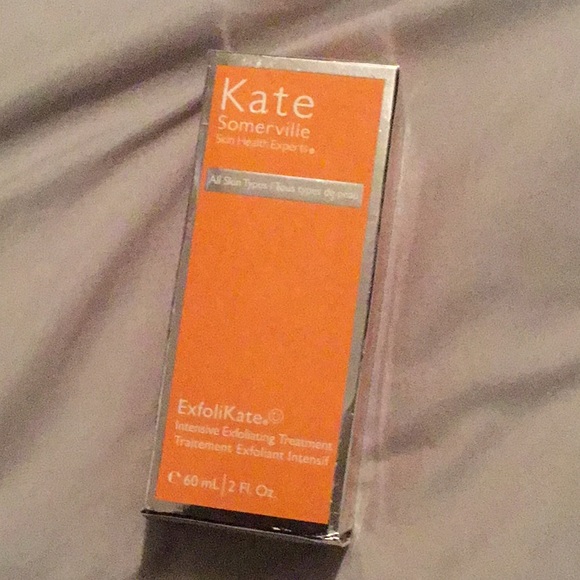 Kate
Somerville
Skin Health Experts®
All Skin Types / Tous types de peau
ExfoliKate®©
Intensive Exfoliating Treatment
Traitement Exfoliant Intensif
℮ 60 mL | 2 Fl. Oz.